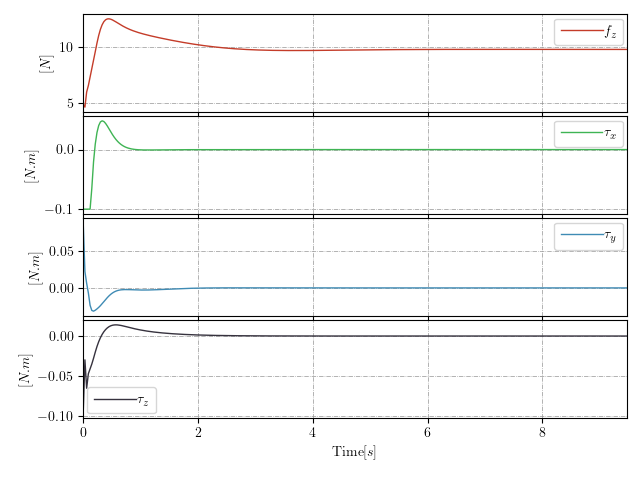 10
5
[N]
f_z
0.0
−0.1
[N.m]
τ_x
0.05
0.00
[N.m]
τ_y
0.00
−0.05
−0.10
[N.m]
τ_z
0 2 4 6 8
Time[s]